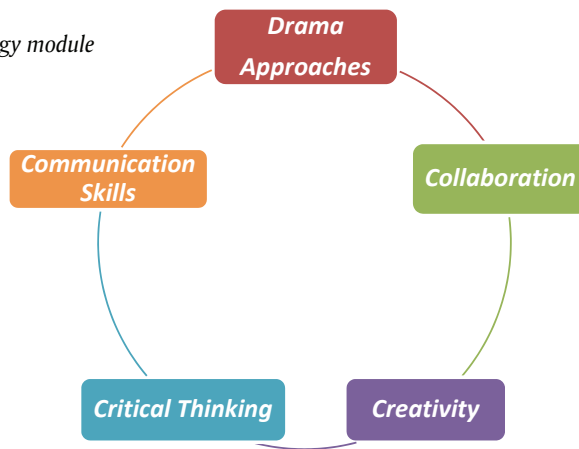 Drama
Approaches
gy module
Communication
Skills
Collaboration
Critical Thinking
Creativity